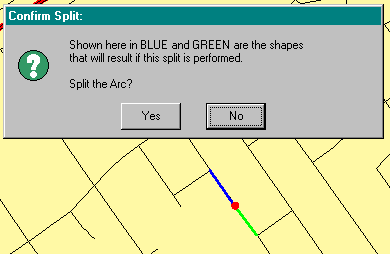 Confirm Split:
Shown here in BLUE and GREEN are the shapes
that will result if this split is performed.
Split the Arc?
Yes
No